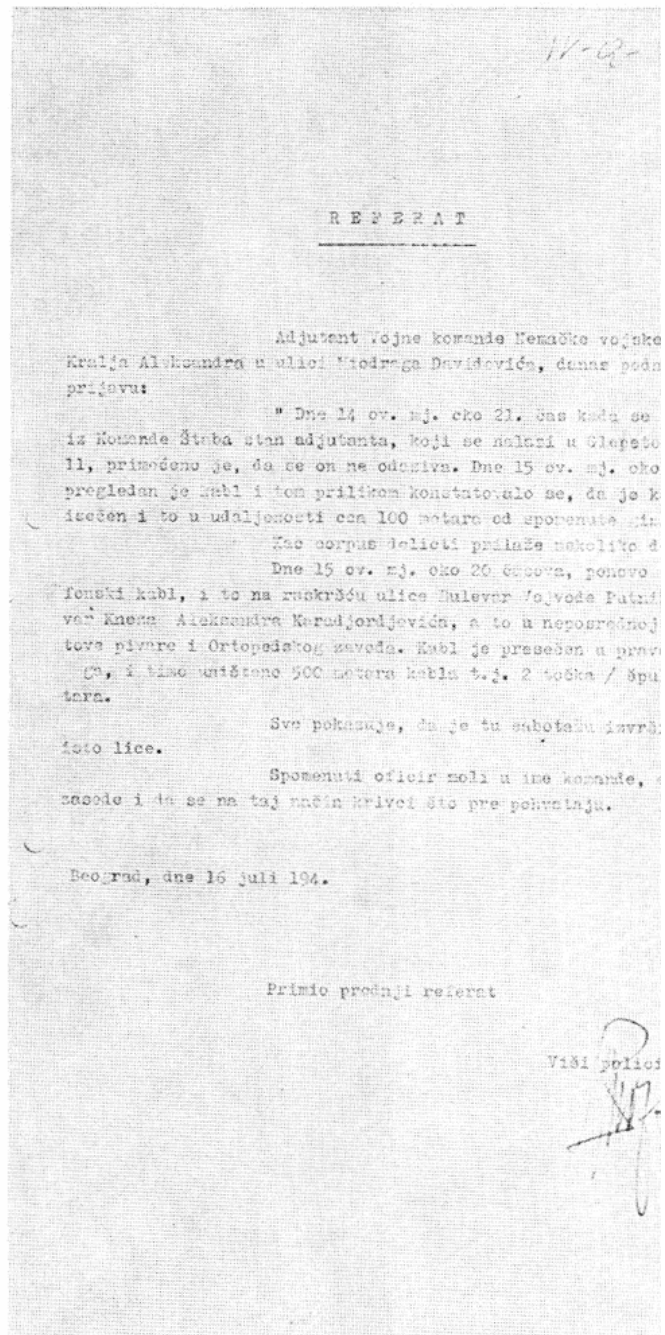 R E F E R A T
Adjutant Vojne komande Nemačke vojske
Kralja Aleksandra u ulici Miodraga Davidovića, danas podn
prijavu:
" Dne 14 ov. mj. oko 21. čas kada se
iz Komande Štaba stan adjutanta, koji se nalazi u
11, primećeno je, da se on ne odaziva. Dne 15 ov. mj. oko
pregledan je kabl i tom prilikom konstatovalo se, da je k
isečen i to u udaljenosti cca 100 metara od spomenute
Kao corpus delicti prilaže nekoliko d
Dne 15 ov. mj. oko 20 časova, ponovo
fonski kabl, i to na raskršću ulice Bulevar Vojvode Putni
var Kneza Aleksandra Karadjordjevića, a to u neposrednoj
tove pivare i Ortopedskog zavoda. Kabl je presečen u prav
ga, i time uništeno 500 metara kabla t.j. 2 točka / špul
tara.
Sve pokazuje, da je tu sabotažu izvrši
isto lice.
Spomenuti oficir moli u ime komande,
zasede i da se na taj način krivci što pre pohvataju.
Beograd, dne 16 juli 194.
Primio prednji referat
Viši polici